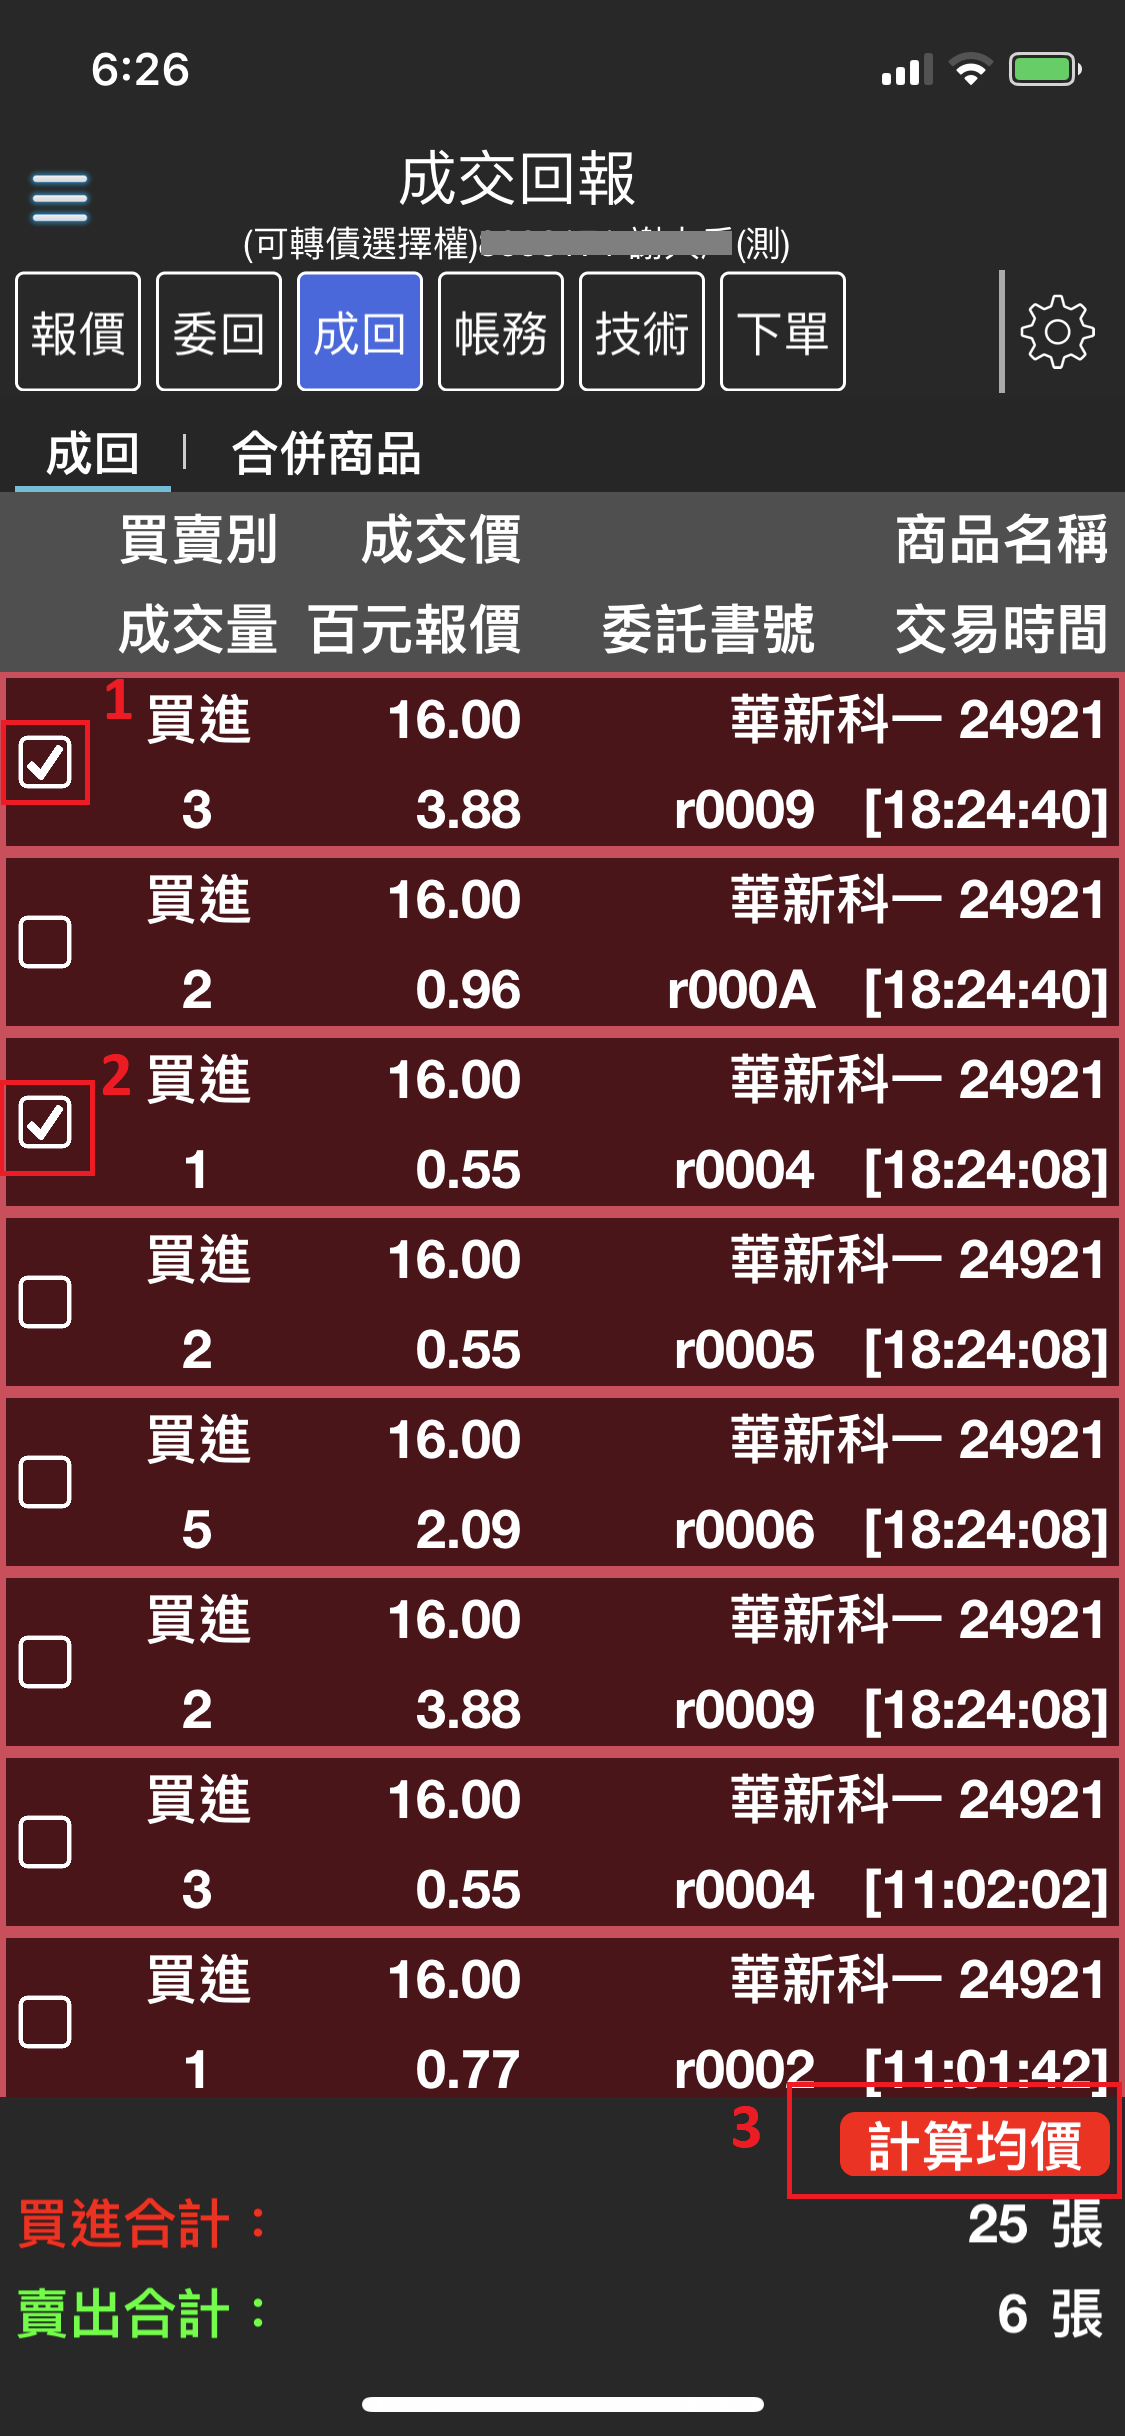 6:26
成交回報
(可轉債選擇權) (測)
報價 委回 成回 帳務 技術 下單
成回 | 合併商品
買賣別 成交價 商品名稱
成交量 百元報價 委託書號 交易時間
1 買進 16.00 華新科一 24921
3 3.88 r0009 [18:24:40]
買進 16.00 華新科一 24921
2 0.96 r000A [18:24:40]
2 買進 16.00 華新科一 24921
1 0.55 r0004 [18:24:08]
買進 16.00 華新科一 24921
2 0.55 r0005 [18:24:08]
買進 16.00 華新科一 24921
5 2.09 r0006 [18:24:08]
買進 16.00 華新科一 24921
2 3.88 r0009 [18:24:08]
買進 16.00 華新科一 24921
3 0.55 r0004 [11:02:02]
買進 16.00 華新科一 24921
1 0.77 r0002 [11:01:42]
3 計算均價
買進合計： 25 張
賣出合計： 6 張